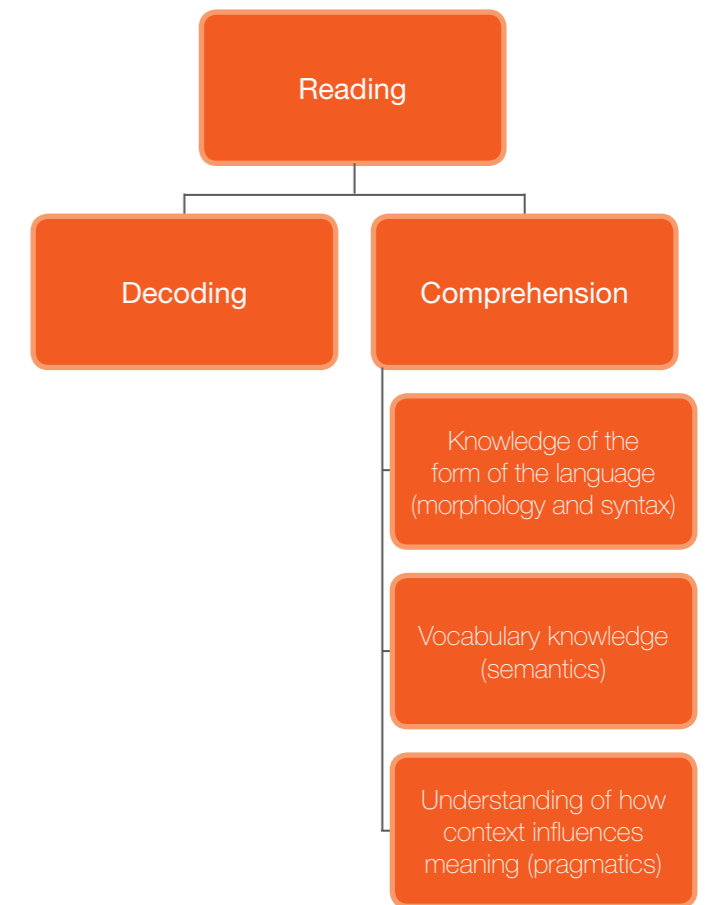 Reading
Decoding
Comprehension
Knowledge of the
form of the language
(morphology and syntax)
Vocabulary knowledge
(semantics)
Understanding of how
context influences
meaning (pragmatics)